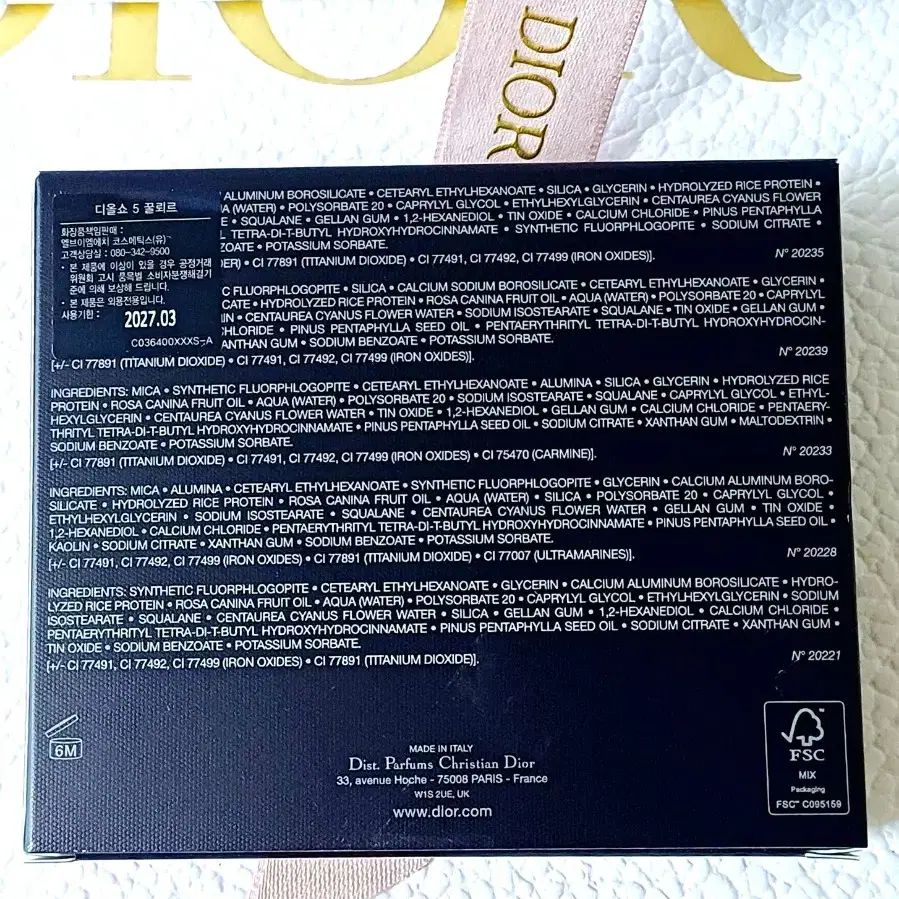 DIOR
DIOR
디올쇼 5 꿀뢰르
화장품책임판매 :
엘브이엠에치 코스메틱스(유)
고객상담실 : 080-342-9500
• 본 제품에 이상이 있을 경우 공정거래
위원회 고시 품목별 소비자분쟁해결기
준에 의해 보상해 드립니다.
• 본 제품은 외용전용입니다.
사용기한 : 2027.03
C036400XXXS-A
ALUMINUM BOROSILICATE • CETEARYL ETHYLHEXANOATE • SILICA • GLYCERIN • HYDROLYZED RICE PROTEIN •
A (WATER) • POLYSORBATE 20 • CAPRYLYL GLYCOL • ETHYLHEXYLGLYCERIN • CENTAUREA CYANUS FLOWER
E • SQUALANE • GELLAN GUM • 1,2-HEXANEDIOL • TIN OXIDE • CALCIUM CHLORIDE • PINUS PENTAPHYLLA
L TETRA-DI-T-BUTYL HYDROXYHYDROCINNAMATE • SYNTHETIC FLUORPHLOGOPITE • SODIUM CITRATE •
ZOATE • POTASSIUM SORBATE.
DER) • CI 77891 (TITANIUM DIOXIDE) • CI 77491, CI 77492, CI 77499 (IRON OXIDES)]. N° 20235
C FLUORPHLOGOPITE • SILICA • CALCIUM SODIUM BOROSILICATE • CETEARYL ETHYLHEXANOATE • GLYCERIN •
CATE • HYDROLYZED RICE PROTEIN • ROSA CANINA FRUIT OIL • AQUA (WATER) • POLYSORBATE 20 • CAPRYLYL
N • CENTAUREA CYANUS FLOWER WATER • SODIUM ISOSTEARATE • SQUALANE • TIN OXIDE • GELLAN GUM •
HLORIDE • PINUS PENTAPHYLLA SEED OIL • PENTAERYTHRITYL TETRA-DI-T-BUTYL HYDROXYHYDROCIN-
ANTHAN GUM • SODIUM BENZOATE • POTASSIUM SORBATE.
[+/- CI 77891 (TITANIUM DIOXIDE) • CI 77491, CI 77492, CI 77499 (IRON OXIDES)]. N° 20239
INGREDIENTS: MICA • SYNTHETIC FLUORPHLOGOPITE • CETEARYL ETHYLHEXANOATE • ALUMINA • SILICA • GLYCERIN • HYDROLYZED RICE
PROTEIN • ROSA CANINA FRUIT OIL • AQUA (WATER) • POLYSORBATE 20 • SODIUM ISOSTEARATE • SQUALANE • CAPRYLYL GLYCOL • ETHYL-
HEXYLGLYCERIN • CENTAUREA CYANUS FLOWER WATER • TIN OXIDE • 1,2-HEXANEDIOL • GELLAN GUM • CALCIUM CHLORIDE • PENTAERY-
THRITYL TETRA-DI-T-BUTYL HYDROXYHYDROCINNAMATE • PINUS PENTAPHYLLA SEED OIL • SODIUM CITRATE • XANTHAN GUM • MALTODEXTRIN •
SODIUM BENZOATE • POTASSIUM SORBATE.
[+/- CI 77891 (TITANIUM DIOXIDE) • CI 77491, CI 77492, CI 77499 (IRON OXIDES) • CI 75470 (CARMINE)]. N° 20233
INGREDIENTS: MICA • ALUMINA • CETEARYL ETHYLHEXANOATE • SYNTHETIC FLUORPHLOGOPITE • GLYCERIN • CALCIUM ALUMINUM BORO-
SILICATE • HYDROLYZED RICE PROTEIN • ROSA CANINA FRUIT OIL • AQUA (WATER) • SILICA • POLYSORBATE 20 • CAPRYLYL GLYCOL •
ETHYLHEXYLGLYCERIN • SODIUM ISOSTEARATE • SQUALANE • CENTAUREA CYANUS FLOWER WATER • GELLAN GUM • TIN OXIDE •
1,2-HEXANEDIOL • CALCIUM CHLORIDE • PENTAERYTHRITYL TETRA-DI-T-BUTYL HYDROXYHYDROCINNAMATE • PINUS PENTAPHYLLA SEED OIL •
KAOLIN • SODIUM CITRATE • XANTHAN GUM • SODIUM BENZOATE • POTASSIUM SORBATE.
[+/- CI 77491, CI 77492, CI 77499 (IRON OXIDES) • CI 77891 (TITANIUM DIOXIDE) • CI 77007 (ULTRAMARINES)]. N° 20228
INGREDIENTS: SYNTHETIC FLUORPHLOGOPITE • CETEARYL ETHYLHEXANOATE • GLYCERIN • CALCIUM ALUMINUM BOROSILICATE • HYDRO-
LYZED RICE PROTEIN • ROSA CANINA FRUIT OIL • AQUA (WATER) • POLYSORBATE 20 • CAPRYLYL GLYCOL • ETHYLHEXYLGLYCERIN • SODIUM
ISOSTEARATE • SQUALANE • CENTAUREA CYANUS FLOWER WATER • SILICA • GELLAN GUM • 1,2-HEXANEDIOL • CALCIUM CHLORIDE •
PENTAERYTHRITYL TETRA-DI-T-BUTYL HYDROXYHYDROCINNAMATE • PINUS PENTAPHYLLA SEED OIL • SODIUM CITRATE • XANTHAN GUM •
TIN OXIDE • SODIUM BENZOATE • POTASSIUM SORBATE.
[+/- CI 77491, CI 77492, CI 77499 (IRON OXIDES) • CI 77891 (TITANIUM DIOXIDE)]. N° 20221
6M
MADE IN ITALY
Dist. Parfums Christian Dior
33, avenue Hoche - 75008 PARIS - France
W1S 2UE, UK
www.dior.com
FSC
MIX
Packaging
FSC™ C095159